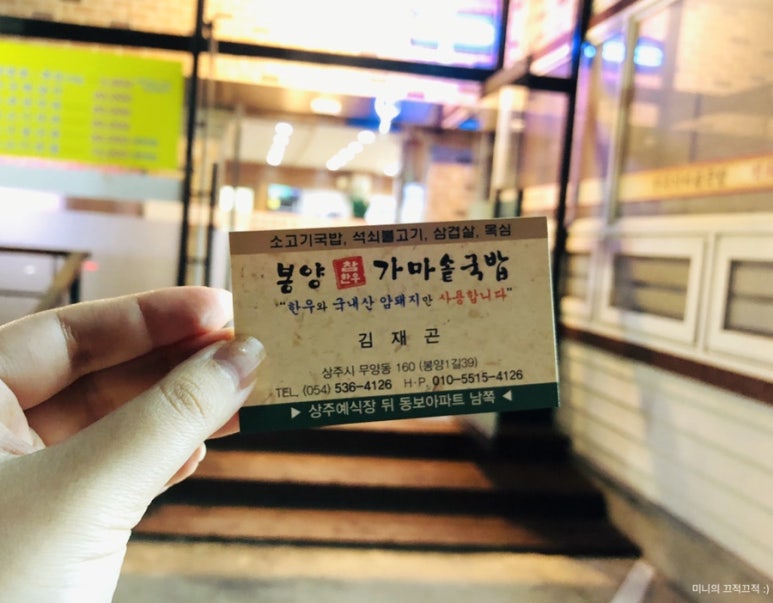 소고기국밥, 석쇠불고기, 삼겹살, 목심
봉양 참한우 가마솥국밥
"한우와 국내산 암돼지만 사용합니다"
김 재 곤
상주시 무양동 160 (봉양1길39)
TEL. (054) 536-4126 H·P. 010-5515-4126
▶ 상주예식장 뒤 동보아파트 남쪽 ◀
미니의 끄적끄적 :)